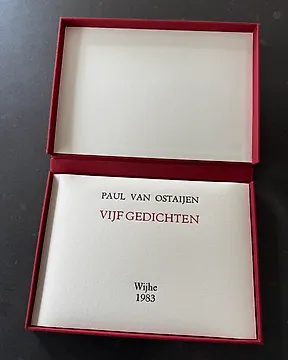 PAUL VAN OSTAIJEN
VIJF GEDICHTEN
Wijhe
1983